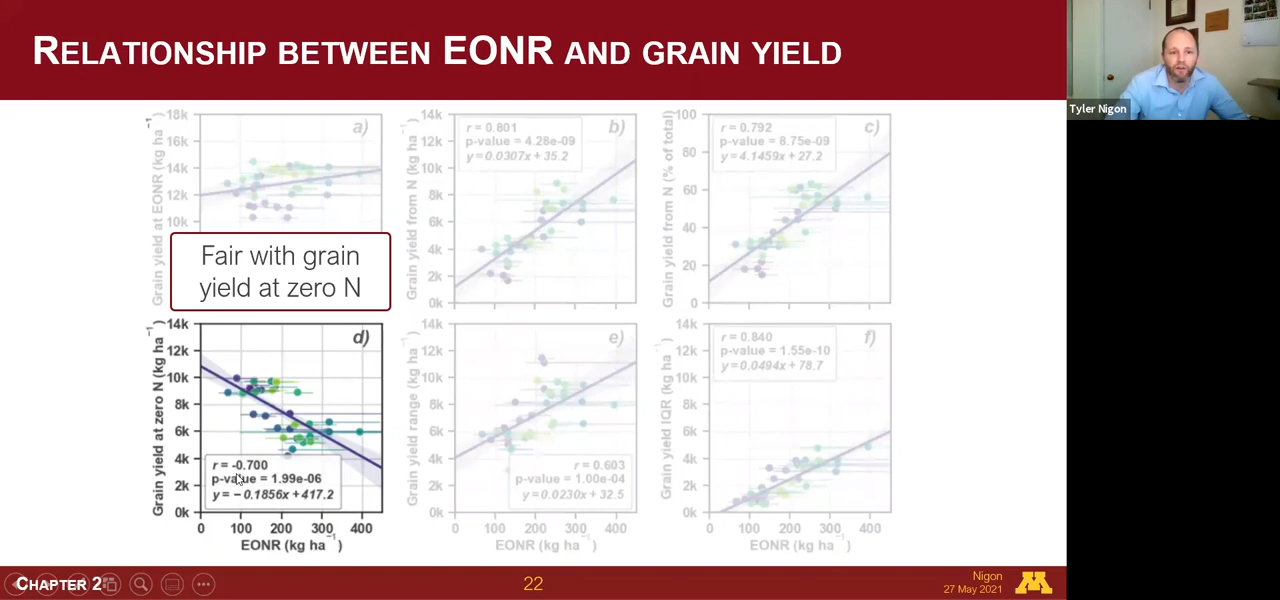 RELATIONSHIP BETWEEN EONR AND GRAIN YIELD
Tyler Nigon
Grain yield at EONR (kg ha⁻¹)
18k
16k
14k
12k
10k
a)
Grain yield from N (kg ha⁻¹)
14k
12k
10k
8k
6k
4k
2k
0k
b)
r = 0.801
p-value = 4.28e-09
y = 0.0307x + 35.2
Grain yield from N (% of total)
100
80
60
40
20
0
c)
r = 0.792
p-value = 8.75e-09
y = 4.1459x + 27.2
Fair with grain
yield at zero N
Grain yield at zero N (kg ha⁻¹)
14k
12k
10k
8k
6k
4k
2k
0k
d)
r = -0.700
p-value = 1.99e-06
y = −0.1856x + 417.2
0 100 200 300 400
EONR (kg ha⁻¹)
Grain yield range (kg ha⁻¹)
14k
12k
10k
8k
6k
4k
2k
0k
e)
r = 0.603
p-value = 1.00e-04
y = 0.0230x + 32.5
0 100 200 300 400
EONR (kg ha⁻¹)
Grain yield IQR (kg ha⁻¹)
14k
12k
10k
8k
6k
4k
2k
0k
f)
r = 0.840
p-value = 1.55e-10
y = 0.0494x + 78.7
0 100 200 300 400
EONR (kg ha⁻¹)
CHAPTER 2
22
Nigon
27 May 2021
M